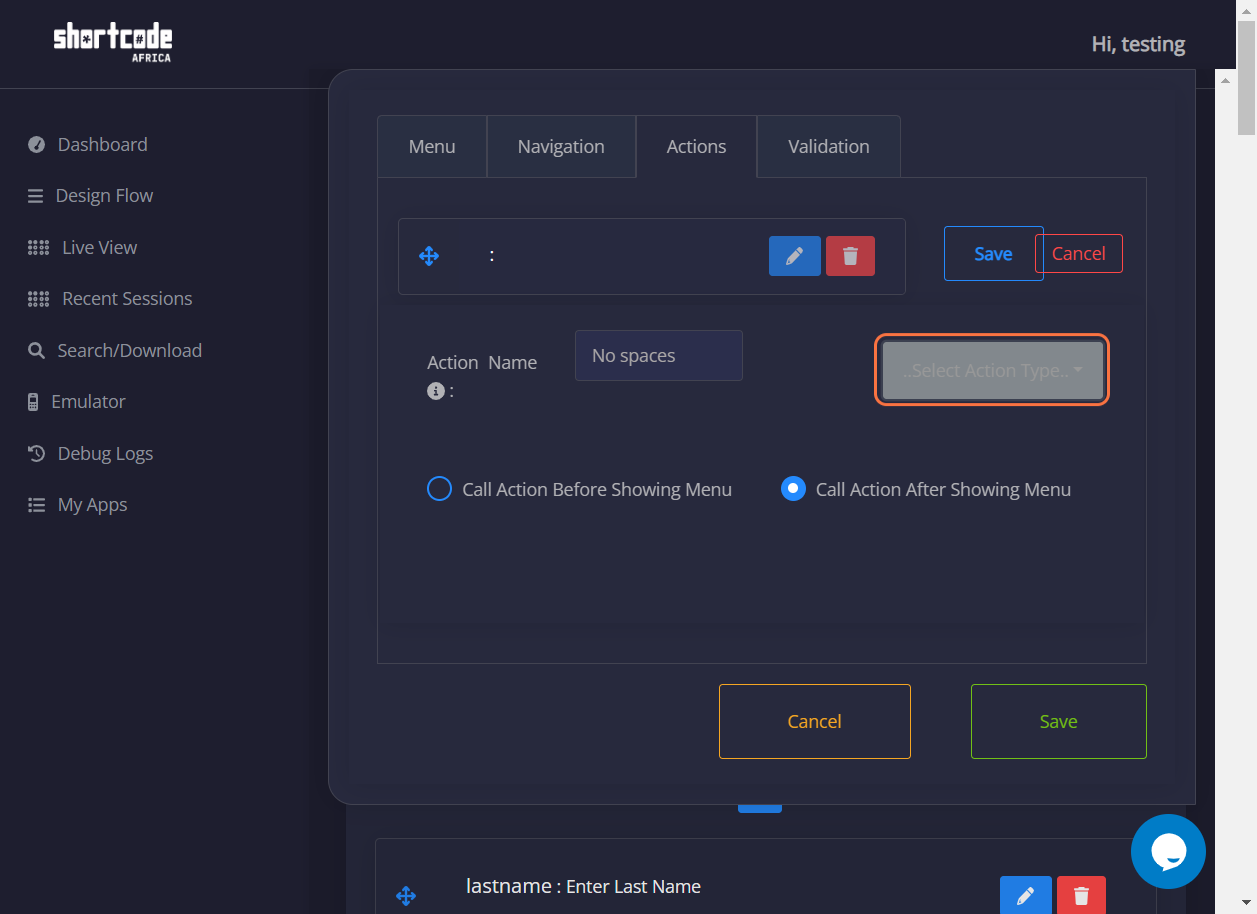 shortcode
AFRICA
Hi, testing
Dashboard
Design Flow
Live View
Recent Sessions
Search/Download
Emulator
Debug Logs
My Apps
Menu
Navigation
Actions
Validation
:
Save
Cancel
Action Name
:
No spaces
..Select Action Type..
Call Action Before Showing Menu
Call Action After Showing Menu
Cancel
Save
lastname : Enter Last Name